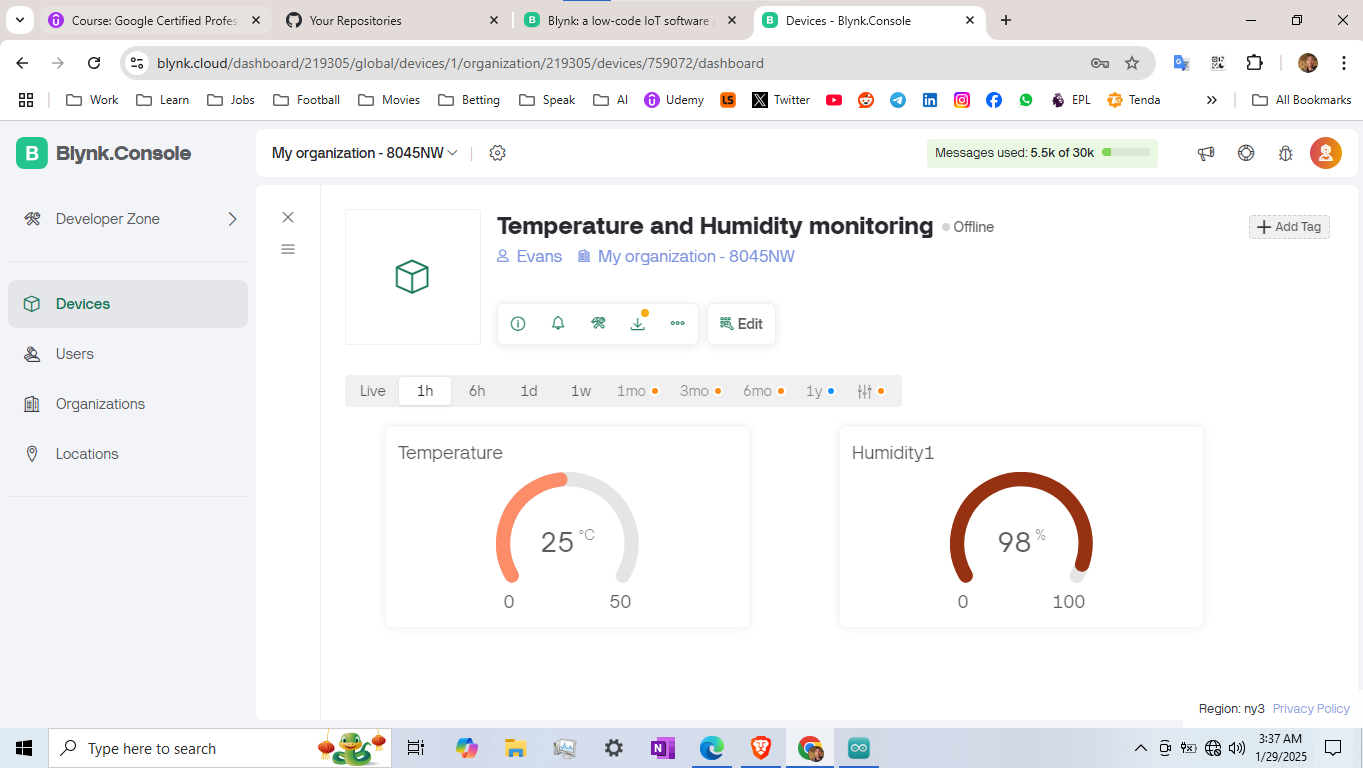 Course: Google Certified Profes
Your Repositories
Blynk: a low-code IoT software
Devices - Blynk.Console
blynk.cloud/dashboard/219305/global/devices/1/organization/219305/devices/759072/dashboard
Work Learn Jobs Football Movies Betting Speak AI Udemy LS Twitter EPL Tenda All Bookmarks
B Blynk.Console
My organization - 8045NW
Messages used: 5.5k of 30k
Developer Zone
Devices
Users
Organizations
Locations
Temperature and Humidity monitoring Offline
Add Tag
Evans My organization - 8045NW
Edit
Live 1h 6h 1d 1w 1mo 3mo 6mo 1y
Temperature
25 °C
0 50
Humidity1
98 %
0 100
Region: ny3 Privacy Policy
Type here to search
3:37 AM
1/29/2025